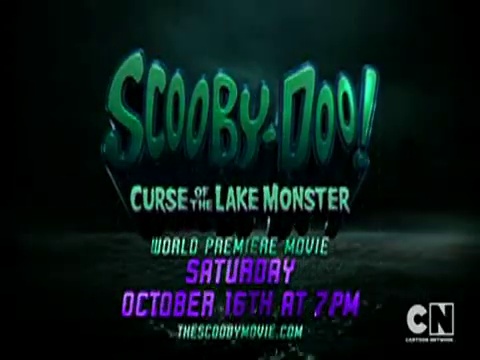 SCOOBY-DOO!
CURSE OF THE LAKE MONSTER
WORLD PREMIERE MOVIE
SATURDAY
OCTOBER 16TH AT 7PM
THESCOOBYMOVIE.COM
CN
CARTOON NETWORK